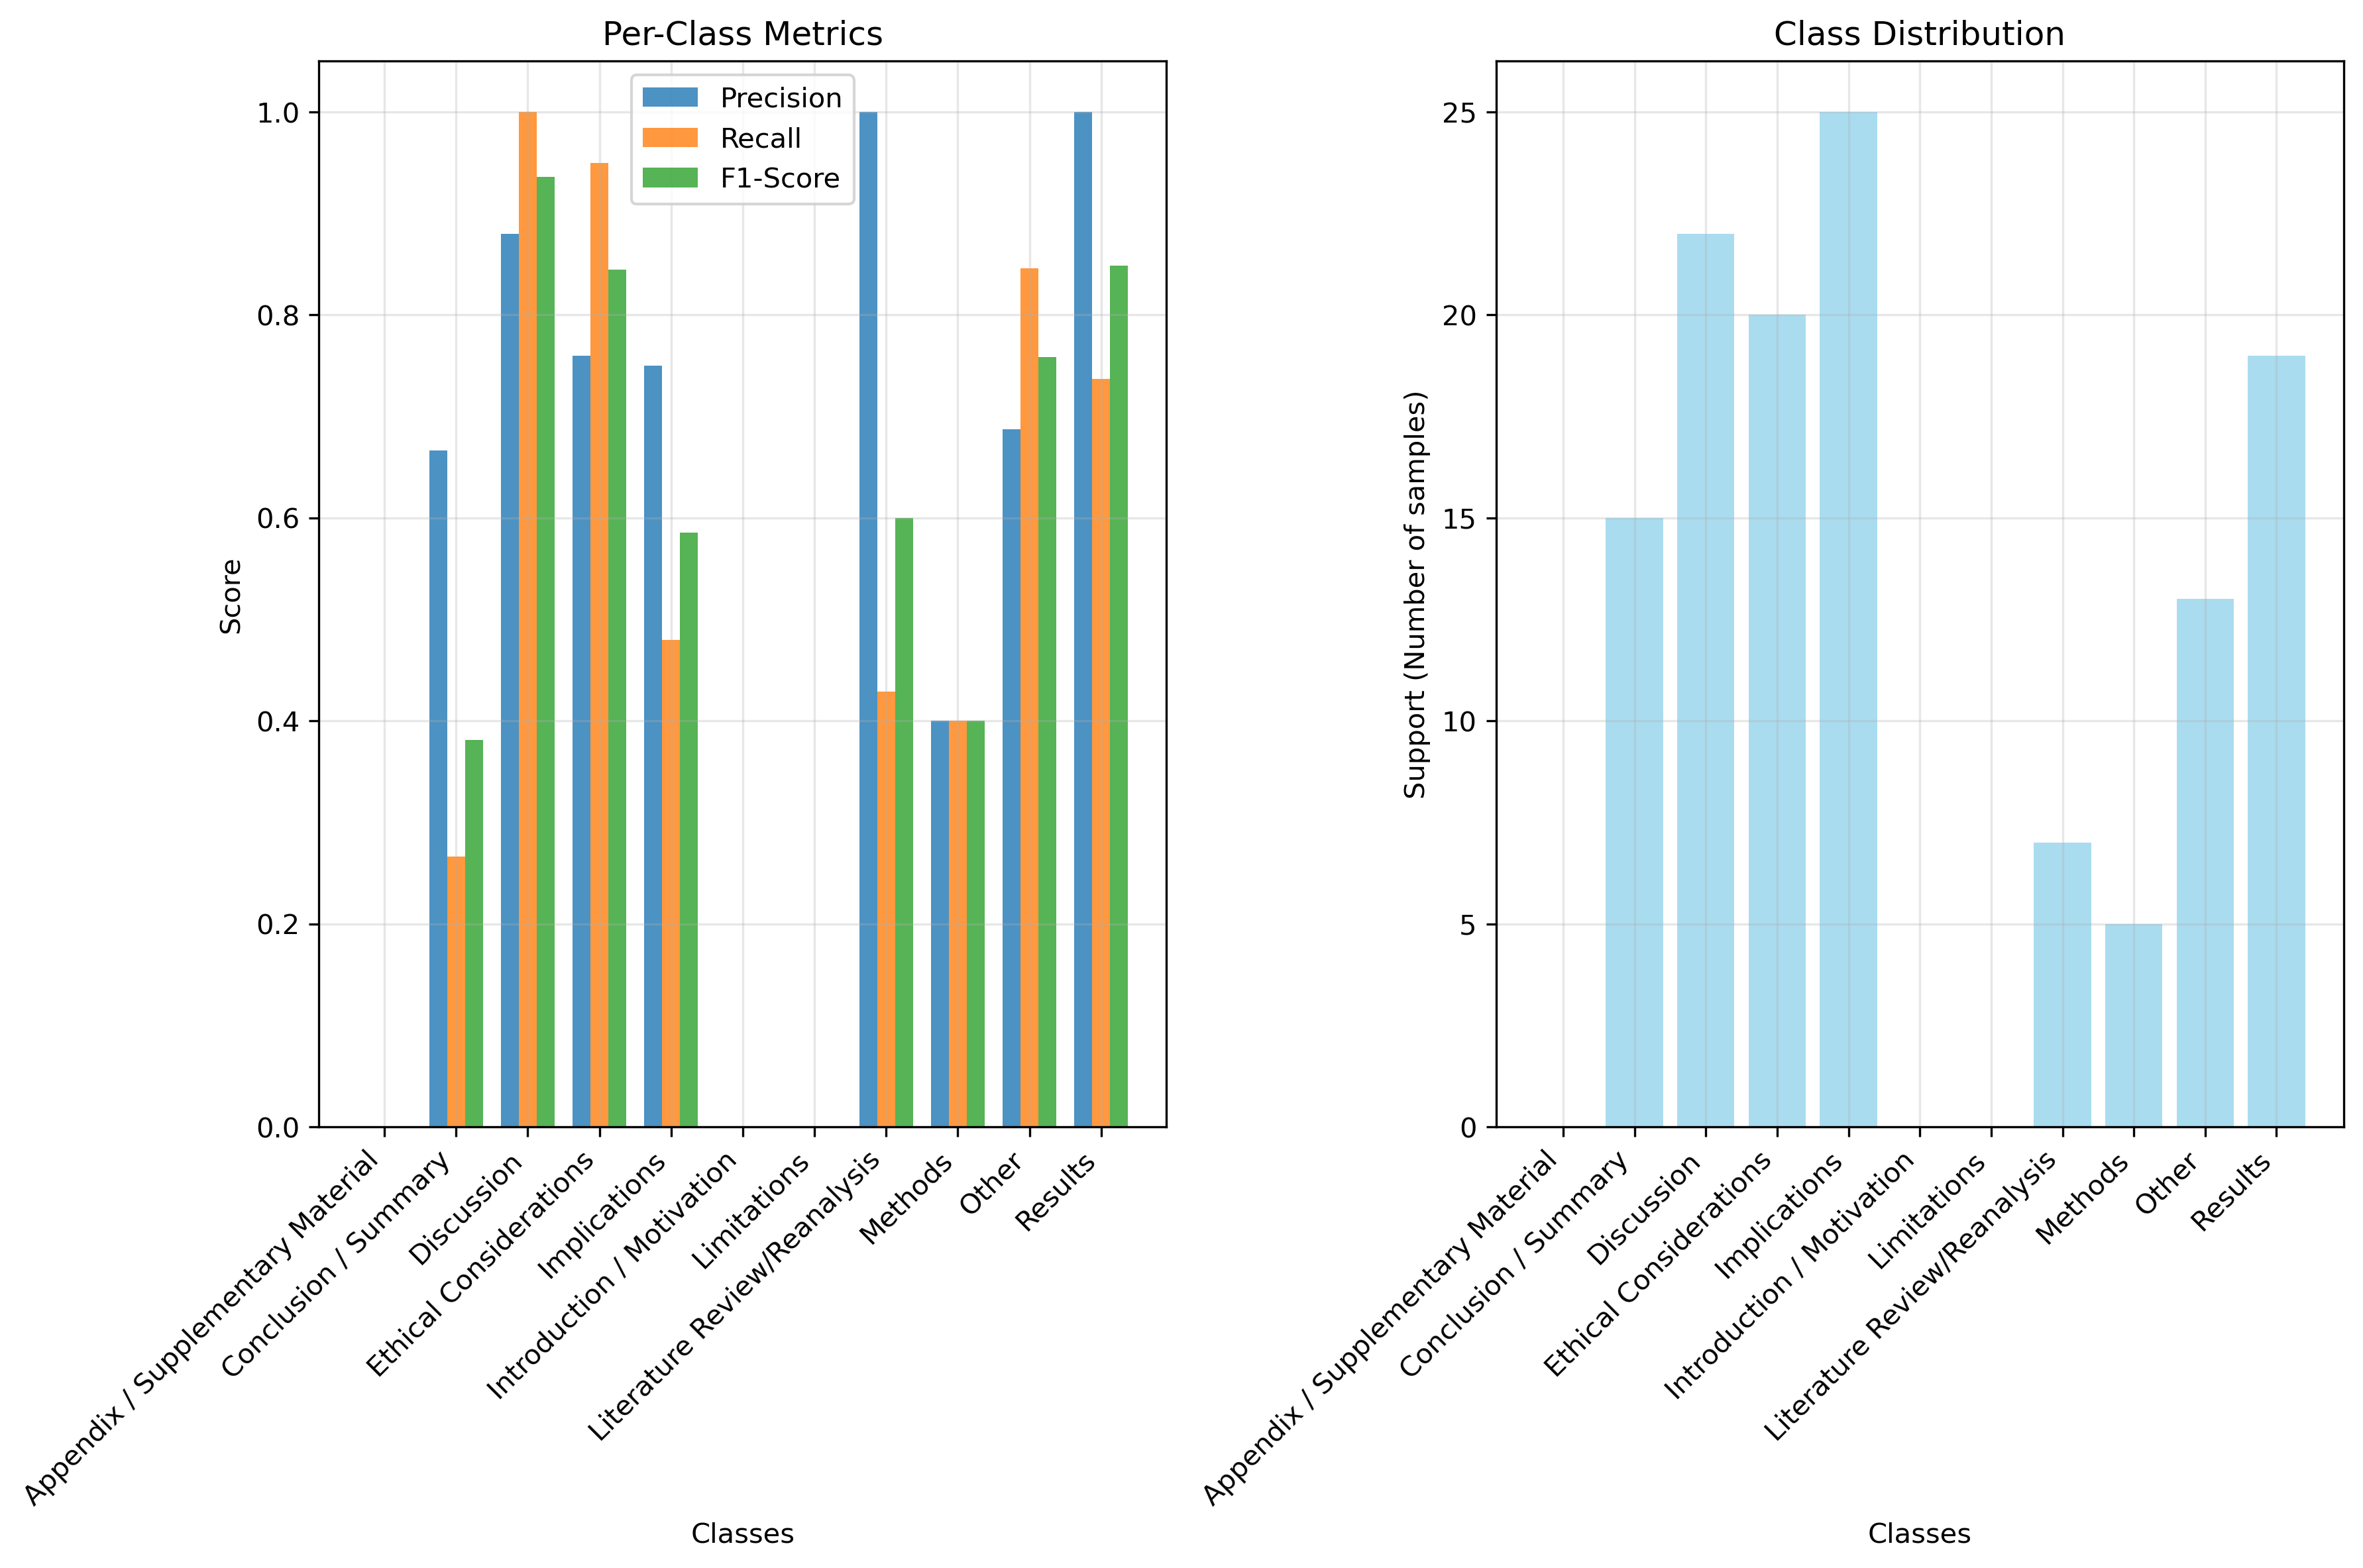 Per-Class Metrics
Precision
Recall
F1-Score
Score
1.0
0.8
0.6
0.4
0.2
0.0
Appendix / Supplementary Material
Conclusion / Summary
Discussion
Ethical Considerations
Implications
Introduction / Motivation
Limitations
Literature Review/Reanalysis
Methods
Other
Results
Classes
Class Distribution
Support (Number of samples)
25
20
15
10
5
0
Appendix / Supplementary Material
Conclusion / Summary
Discussion
Ethical Considerations
Implications
Introduction / Motivation
Limitations
Literature Review/Reanalysis
Methods
Other
Results
Classes